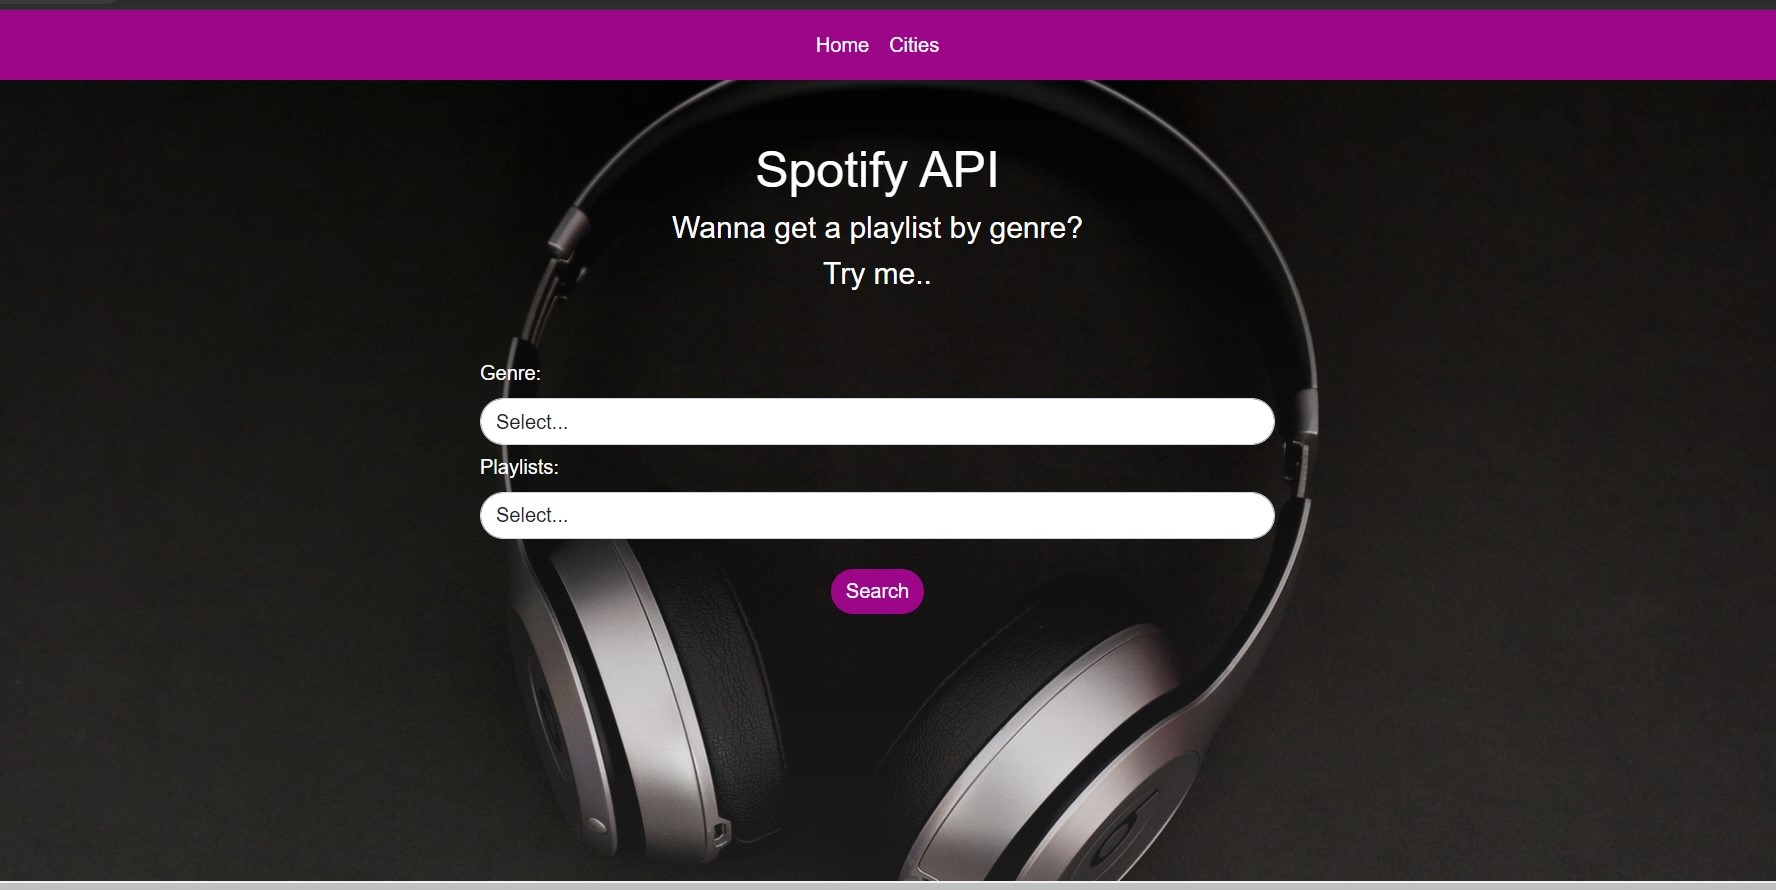 Home Cities
Spotify API
Wanna get a playlist by genre?
Try me..
Genre:
Select...
Playlists:
Select...
Search